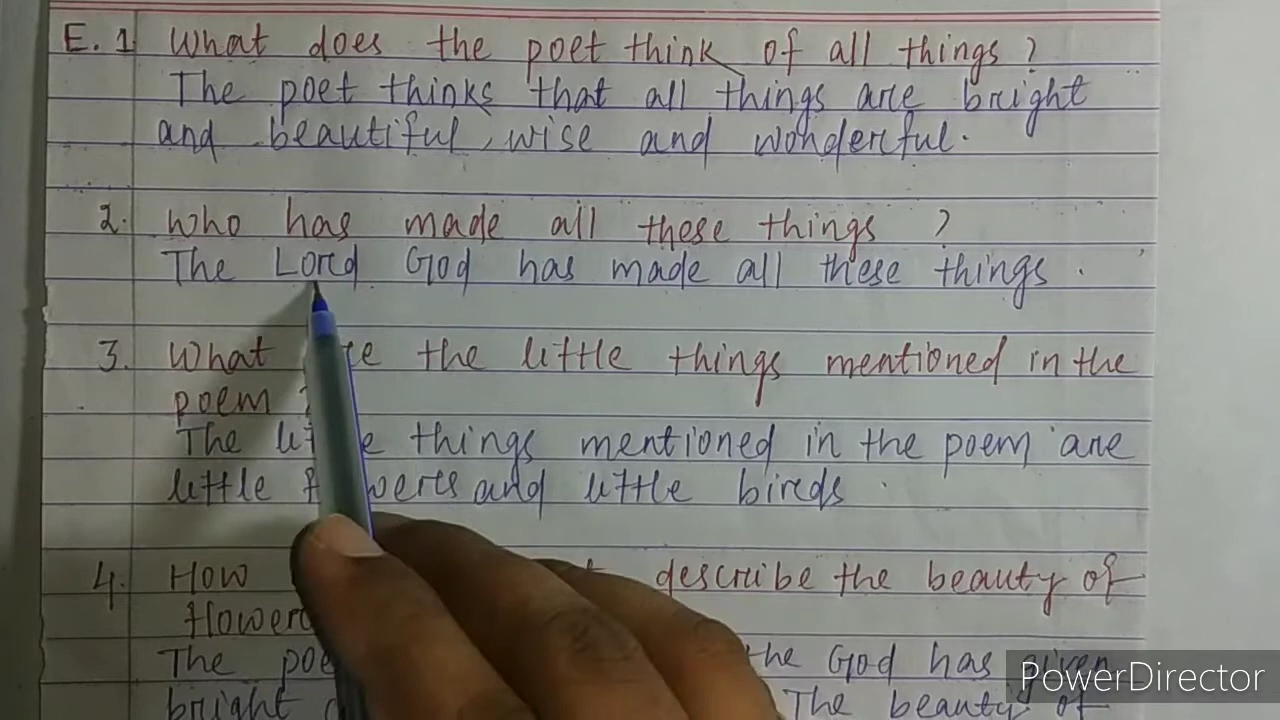 E. 1 What does the poet think of all things ?
The poet thinks that all things are bright
and beautiful, wise and wonderful.
2. Who has made all these things ?
The Lord God has made all these things .
3. What the little things mentioned in the
poem ?
The things mentioned in the poem are
little and little birds .
4. How describe the beauty of
The the God has given
bright The beauty of
PowerDirector